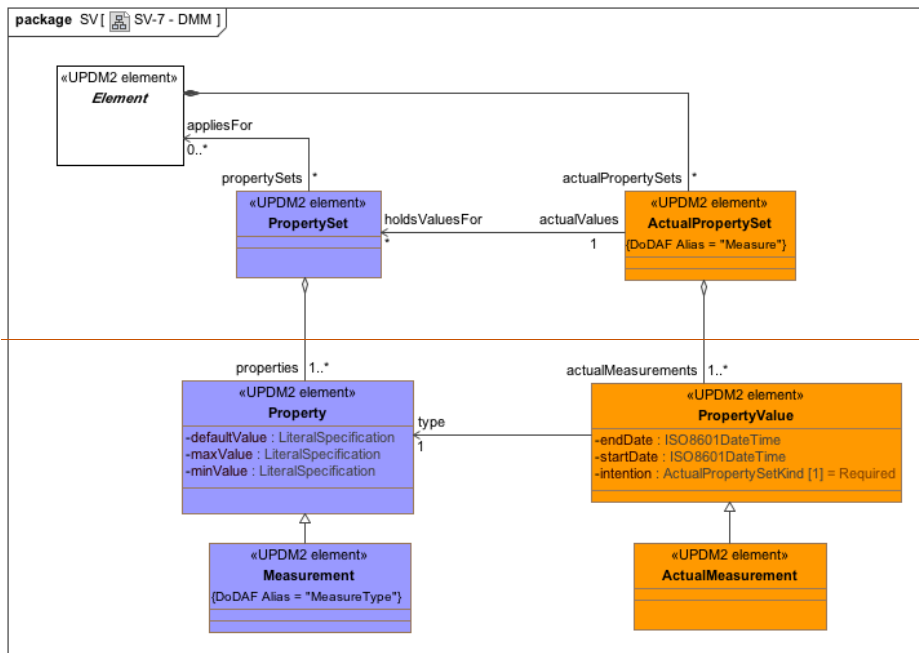 package SV [ SV-7 - DMM ]
«UPDM2 element»
Element
appliesFor
0..*
propertySets *
actualPropertySets *
«UPDM2 element»
PropertySet
holdsValuesFor
*
actualValues
1
«UPDM2 element»
ActualPropertySet
{DoDAF Alias = "Measure"}
properties 1..*
actualMeasurements 1..*
«UPDM2 element»
Property
-defaultValue : LiteralSpecification
-maxValue : LiteralSpecification
-minValue : LiteralSpecification
type
1
«UPDM2 element»
PropertyValue
-endDate : ISO8601DateTime
-startDate : ISO8601DateTime
-intention : ActualPropertySetKind [1] = Required
«UPDM2 element»
Measurement
{DoDAF Alias = "MeasureType"}
«UPDM2 element»
ActualMeasurement